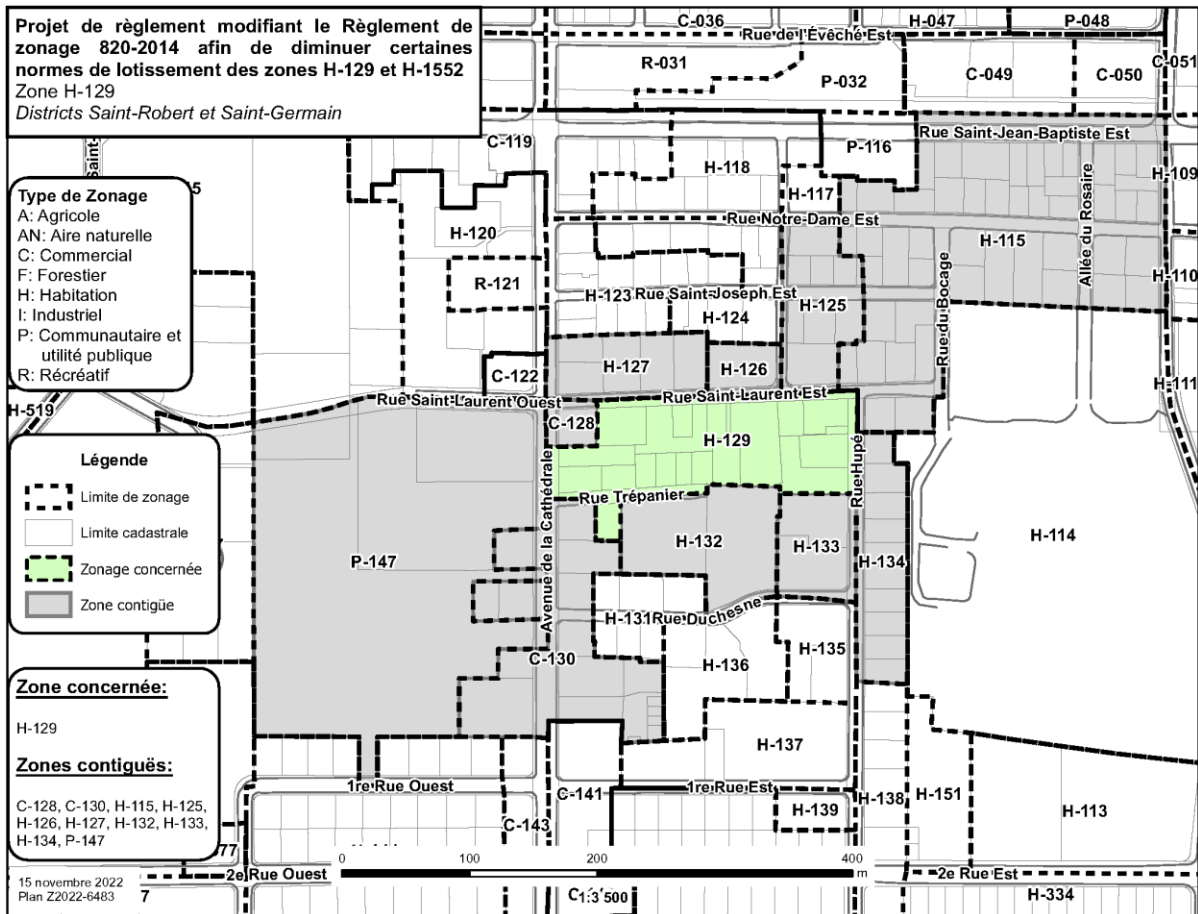 Projet de règlement modifiant le Règlement de
zonage 820-2014 afin de diminuer certaines
normes de lotissement des zones H-129 et H-1552
Zone H-129
Districts Saint-Robert et Saint-Germain
C-036
H-047
P-048
Rue de l'Évêché Est
R-031
P-032
C-049
C-050
C-051
Rue Saint-Jean-Baptiste Est
C-119
H-118
P-116
H-117
H-109
Saint-
Type de Zonage
A: Agricole
AN: Aire naturelle
C: Commercial
F: Forestier
H: Habitation
I: Industriel
P: Communautaire et
utilité publique
R: Récréatif
H-120
Rue Notre-Dame Est
H-115
Allée du Rosaire
R-121
H-110
H-123
Rue Saint-Joseph Est
H-125
H-124
Rue du Bocage
H-127
H-126
C-122
H-111
H-519
Rue Saint-Laurent Ouest
Rue Saint-Laurent Est
C-128
H-129
Rue Hupé
Avenue de la Cathédrale
Rue Trépanier
Légende
Limite de zonage
Limite cadastrale
Zonage concernée
Zone contigüe
P-147
H-132
H-133
H-134
H-114
H-131
Rue Duchesne
C-130
H-136
H-135
H-137
Zone concernée:
H-129
Zones contiguës:
C-128, C-130, H-115, H-125,
H-126, H-127, H-132, H-133,
H-134, P-147
1re Rue Ouest
C-141
1re Rue Est
H-139
H-138
H-151
H-113
C-143
77
2e Rue Ouest
0
100
200
400
m
1:3 500
2e Rue Est
H-334
15 novembre 2022
Plan Z2022-6483
7